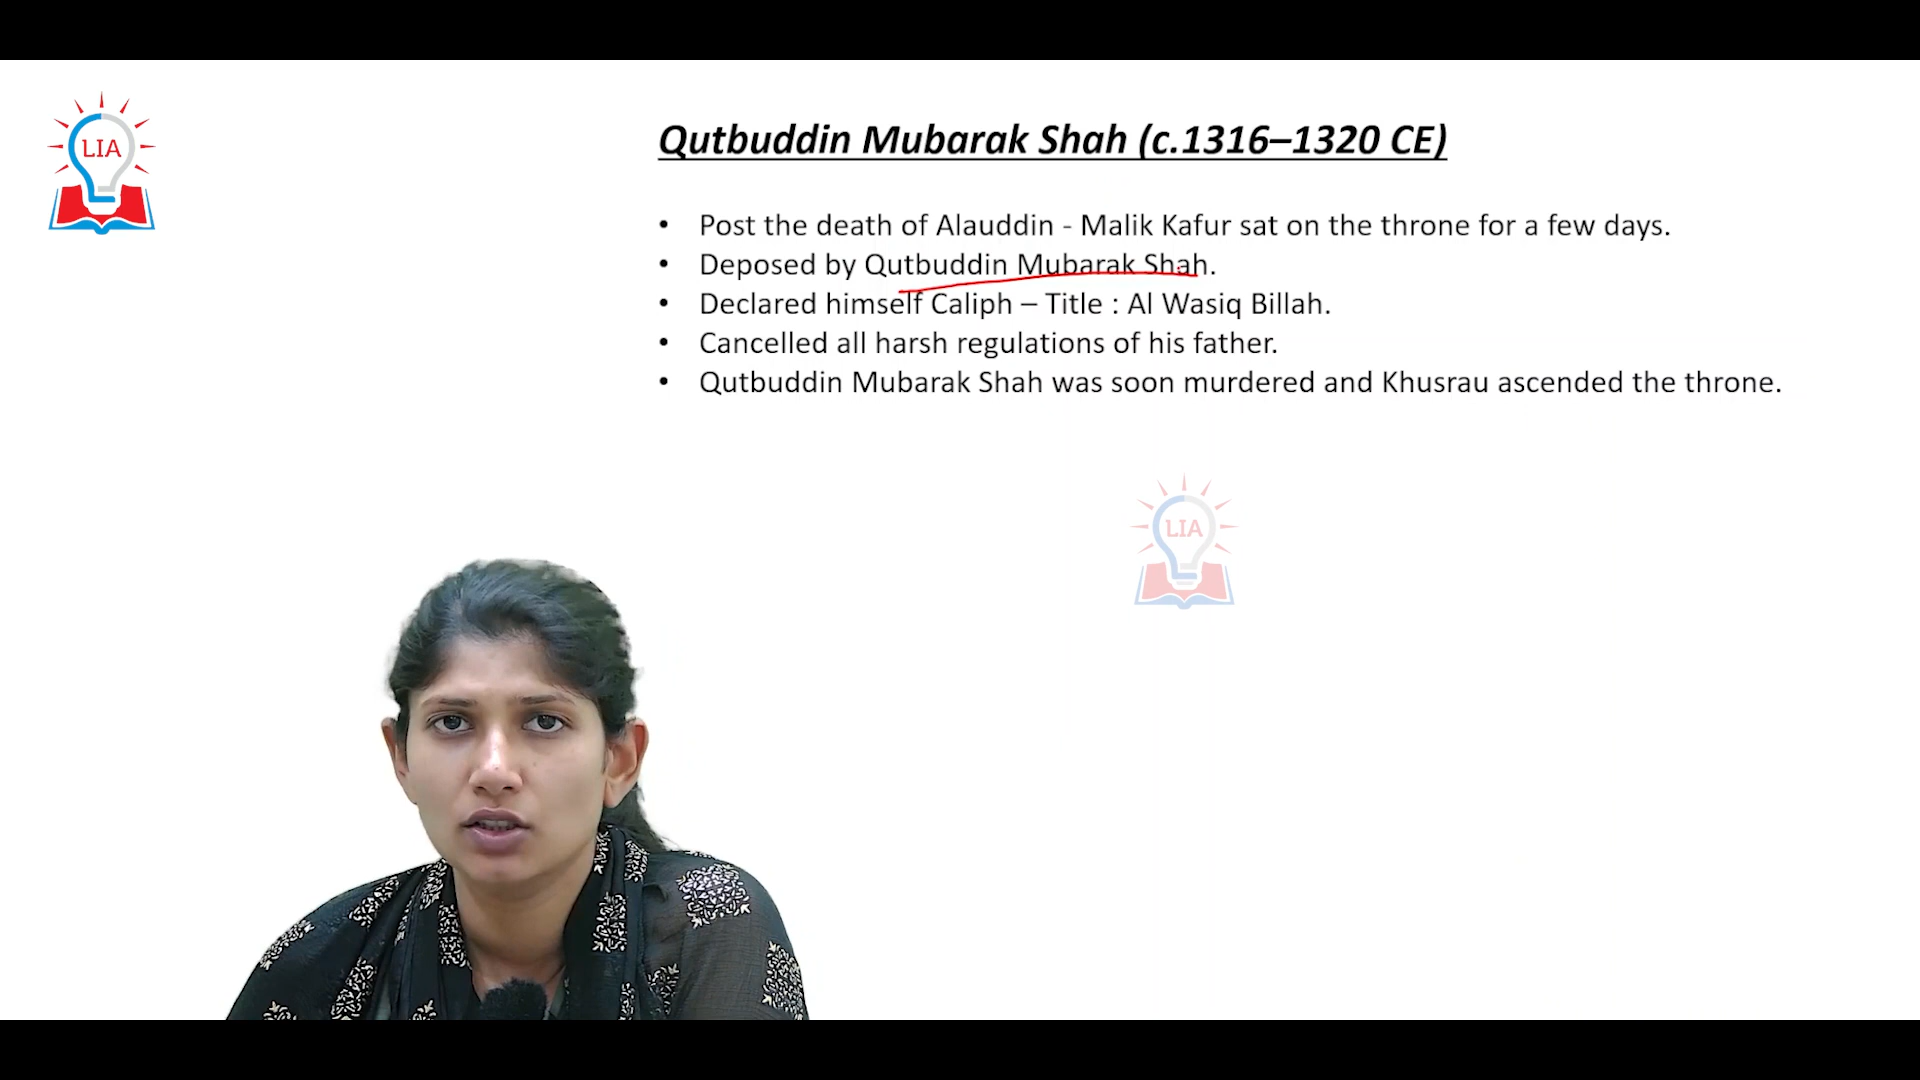 LIA
Qutbuddin Mubarak Shah (c.1316–1320 CE)
• Post the death of Alauddin - Malik Kafur sat on the throne for a few days.
• Deposed by Qutbuddin Mubarak Shah.
• Declared himself Caliph – Title : Al Wasiq Billah.
• Cancelled all harsh regulations of his father.
• Qutbuddin Mubarak Shah was soon murdered and Khusrau ascended the throne.
LIA